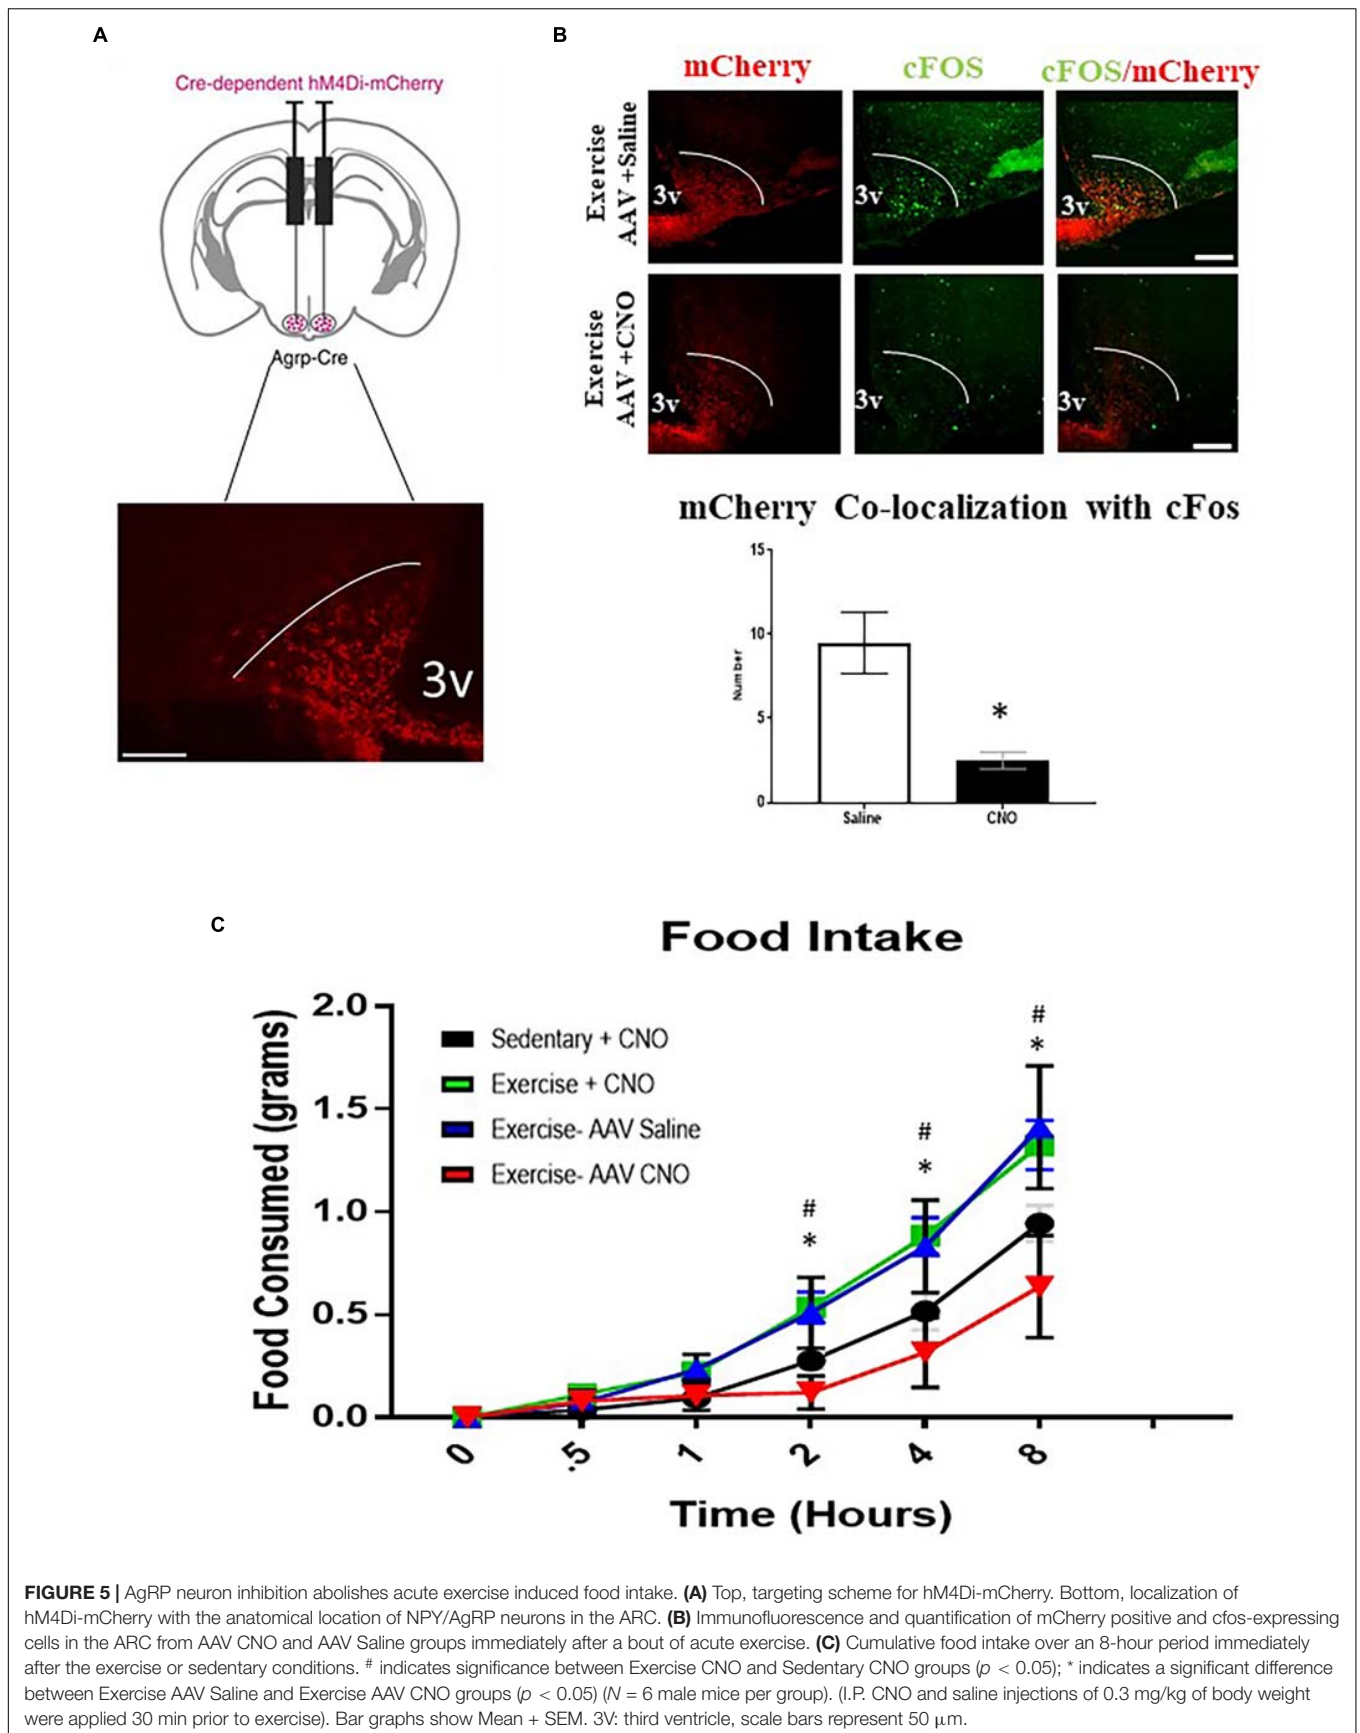 A
Cre-dependent hM4Di-mCherry
Agrp-Cre
3v
B
mCherry cFOS cFOS/mCherry
Exercise
AAV +Saline
3v 3v 3v
Exercise
AAV +CNO
3v 3v 3v
mCherry Co-localization with cFos
Number
15
10
5
0
*
Saline CNO
C
Food Intake
Food Consumed (grams)
2.0
1.5
1.0
0.5
0.0
Sedentary + CNO
Exercise + CNO
Exercise- AAV Saline
Exercise- AAV CNO
# * # * # *
0 .5 1 2 4 8
Time (Hours)
FIGURE 5 | AgRP neuron inhibition abolishes acute exercise induced food intake. (A) Top, targeting scheme for hM4Di-mCherry. Bottom, localization of
hM4Di-mCherry with the anatomical location of NPY/AgRP neurons in the ARC. (B) Immunofluorescence and quantification of mCherry positive and cfos-expressing
cells in the ARC from AAV CNO and AAV Saline groups immediately after a bout of acute exercise. (C) Cumulative food intake over an 8-hour period immediately
after the exercise or sedentary conditions. # indicates significance between Exercise CNO and Sedentary CNO groups (p < 0.05); * indicates a significant difference
between Exercise AAV Saline and Exercise AAV CNO groups (p < 0.05) (N = 6 male mice per group). (I.P. CNO and saline injections of 0.3 mg/kg of body weight
were applied 30 min prior to exercise). Bar graphs show Mean + SEM. 3V: third ventricle, scale bars represent 50 μm.